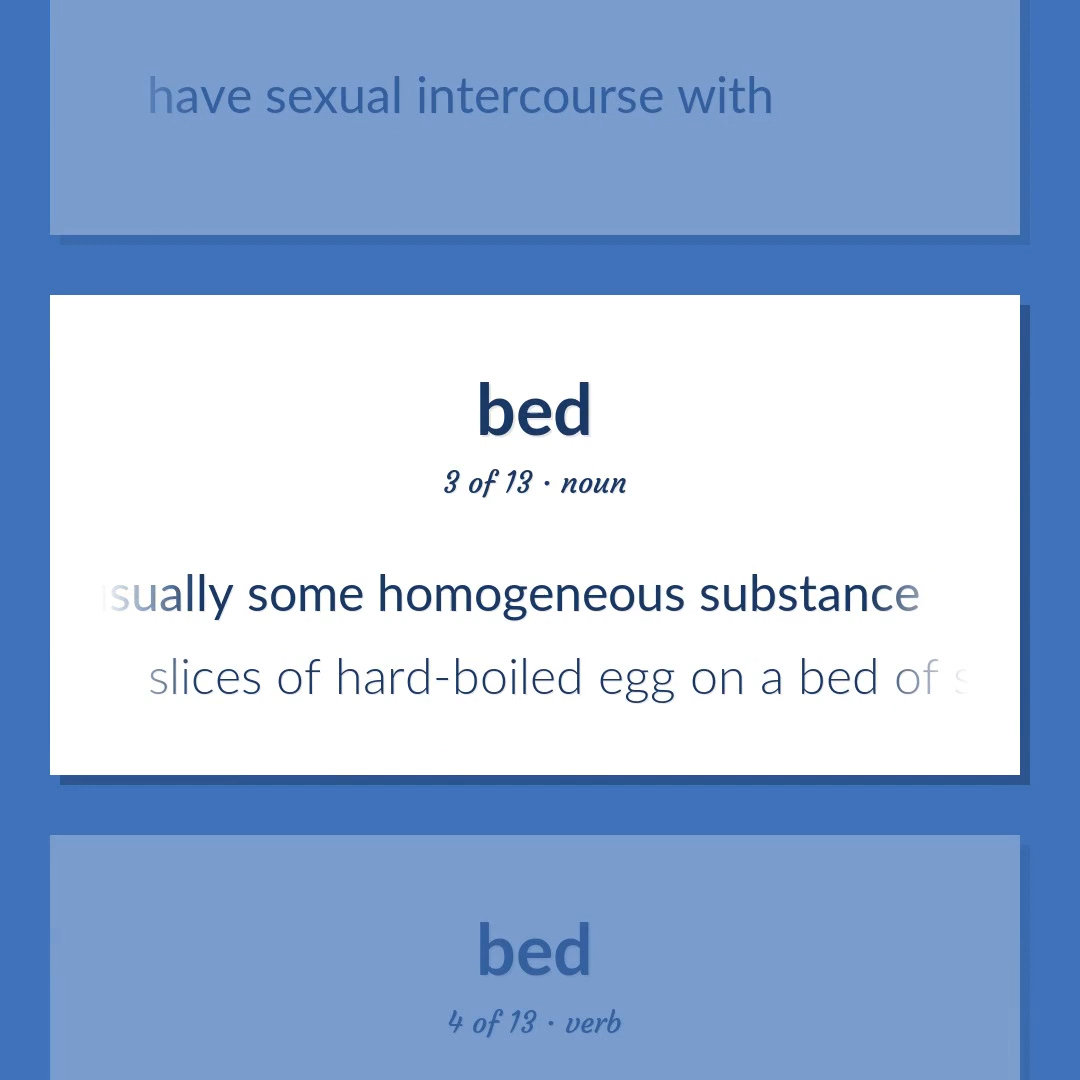 have sexual intercourse with
bed
3 of 13 · noun
sually some homogeneous substance
slices of hard-boiled egg on a bed of s
bed
4 of 13 · verb